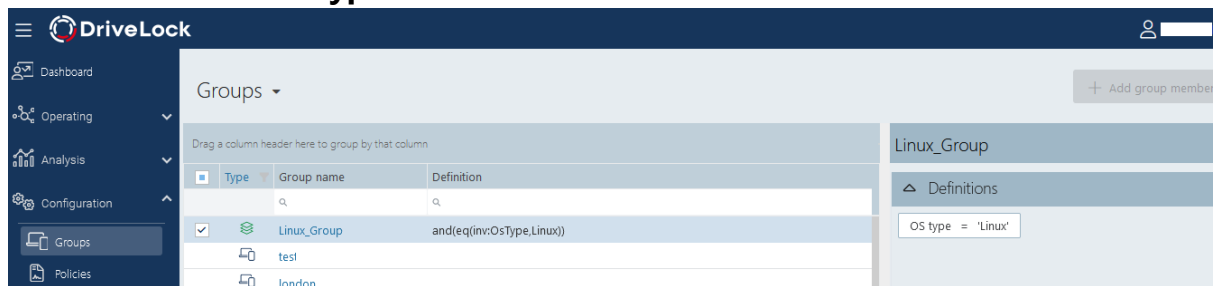 DriveLock
Dashboard
Operating
Analysis
Configuration
Groups
Policies
Groups
+ Add group member
Drag a column header here to group by that column
Type Group name Definition
Linux_Group and(eq(inv:OsType,Linux))
test
london
Linux_Group
Definitions
OS type = 'Linux'